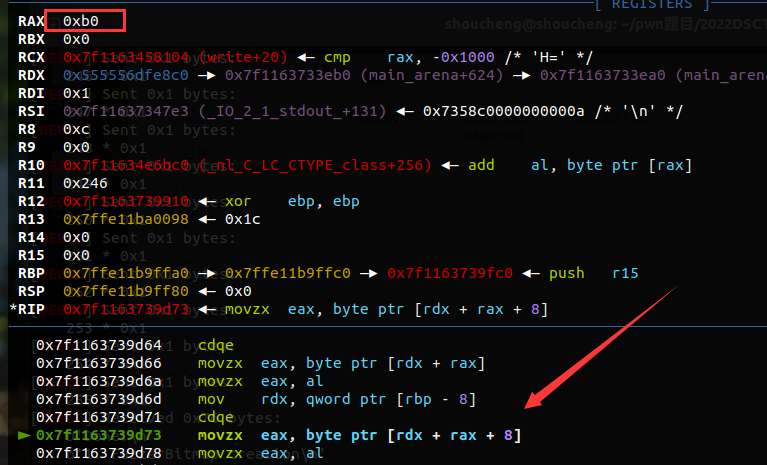 [ REGISTERS ]
shoucheng@shoucheng: ~/pwn题目/2022DSCT
RAX 0xb0
RBX 0x0
RCX 0x7f1163458104 (write+20) ◂— cmp rax, -0x1000 /* 'H=' */
RDX 0x5555556dfe8c0 —▸ 0x7f1163733eb0 (main_arena+624) —▸ 0x7f1163733ea0 (main_are
RDI 0x1
RSI 0x7f11637347e3 (_IO_2_1_stdout_+131) ◂— 0x7358c0000000000a /* '\n' */
R8 0xc
R9 0x0
R10 0x7f11634e6bc0 (_nl_C_LC_CTYPE_class+256) ◂— add al, byte ptr [rax]
R11 0x246
R12 0x7f1163739910 ◂— xor ebp, ebp
R13 0x7ffe11ba0098 ◂— 0x1c
R14 0x0
R15 0x0
RBP 0x7ffe11b9ffa0 —▸ 0x7ffe11b9ffc0 —▸ 0x7f1163739fc0 ◂— push r15
RSP 0x7ffe11b9ff80 ◂— 0x0
*RIP 0x7f1163739d73 ◂— movzx eax, byte ptr [rdx + rax + 8]
0x7f1163739d64 cdqe
0x7f1163739d66 movzx eax, byte ptr [rdx + rax]
0x7f1163739d6a movzx eax, al
0x7f1163739d6d mov rdx, qword ptr [rbp - 8]
0x7f1163739d71 cdqe
► 0x7f1163739d73 movzx eax, byte ptr [rdx + rax + 8]
0x7f1163739d78 movzx eax, al